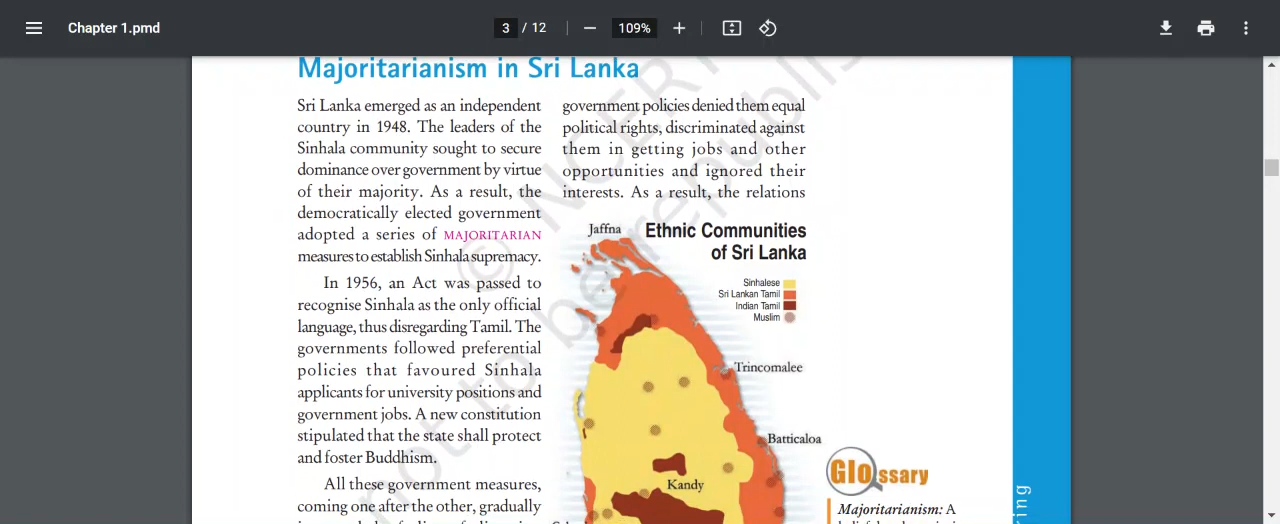 Chapter 1.pmd
3 / 12
109%
Majoritarianism in Sri Lanka
Sri Lanka emerged as an independent
country in 1948. The leaders of the
Sinhala community sought to secure
dominance over government by virtue
of their majority. As a result, the
democratically elected government
adopted a series of MAJORITARIAN
measures to establish Sinhala supremacy.
In 1956, an Act was passed to
recognise Sinhala as the only official
language, thus disregarding Tamil. The
governments followed preferential
policies that favoured Sinhala
applicants for university positions and
government jobs. A new constitution
stipulated that the state shall protect
and foster Buddhism.
All these government measures,
coming one after the other, gradually
government policies denied them equal
political rights, discriminated against
them in getting jobs and other
opportunities and ignored their
interests. As a result, the relations
Ethnic Communities
of Sri Lanka
Sinhalese
Sri Lankan Tamil
Indian Tamil
Muslim
Jaffna
Trincomalee
Batticaloa
Kandy
Glossary
Majoritarianism: A
© NCERT
not to be republis
ring